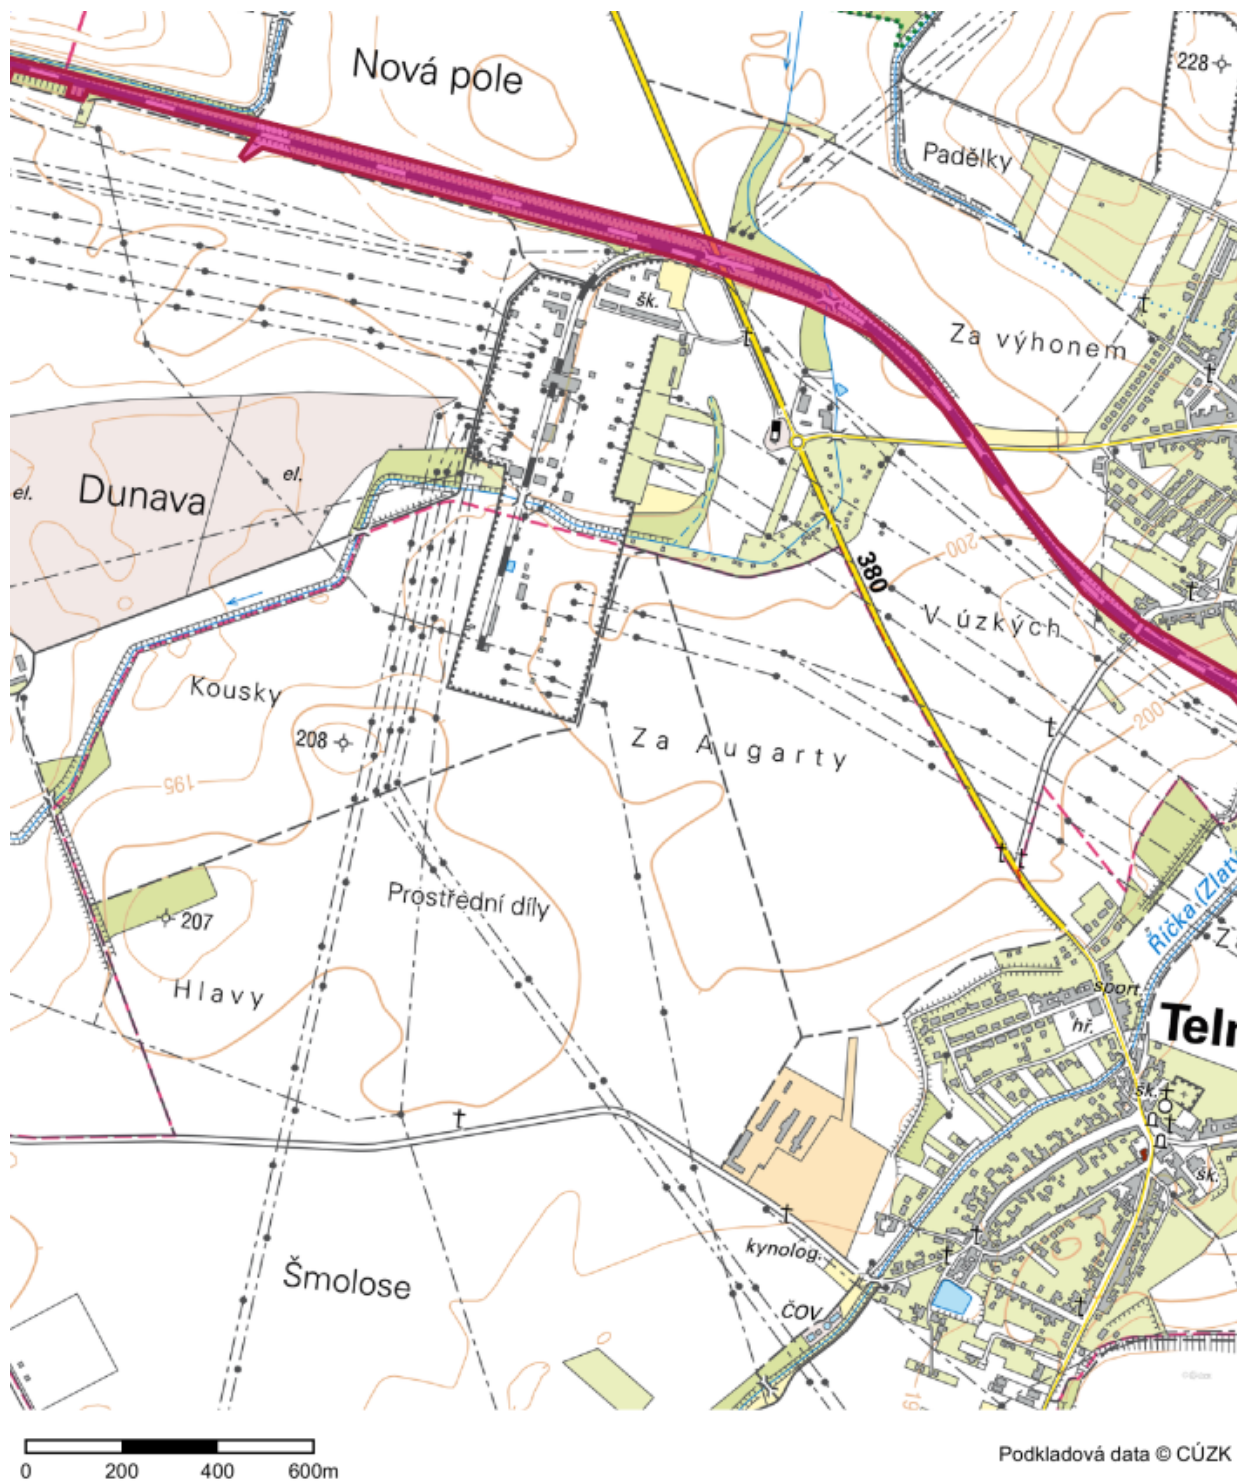 Nová pole
228
Padělky
šk.
Za výhonem
el.
el.
Dunava
380
200
V úzkých
Kousky
200
208
Za Augarty
195
Prostřední díly
207
Říčka (Zlatý
Hlavy
sport.
hř.
Teln
šk.
šk.
kynolog.
Šmolose
ČOV
0 200 400 600m
Podkladová data © CÚZK